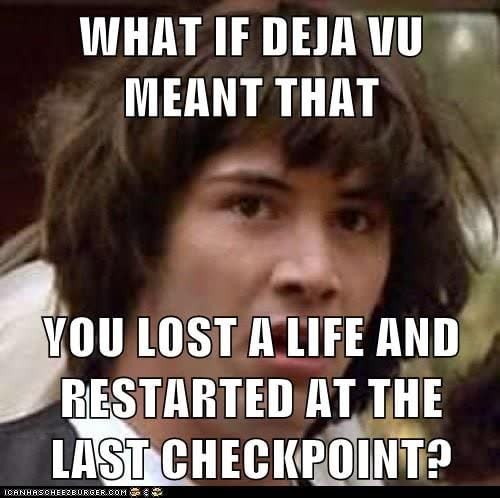 WHAT IF DEJA VU
MEANT THAT
YOU LOST A LIFE AND
RESTARTED AT THE
LAST CHECKPOINT?
ICANHASCHEEZBURGER.COM